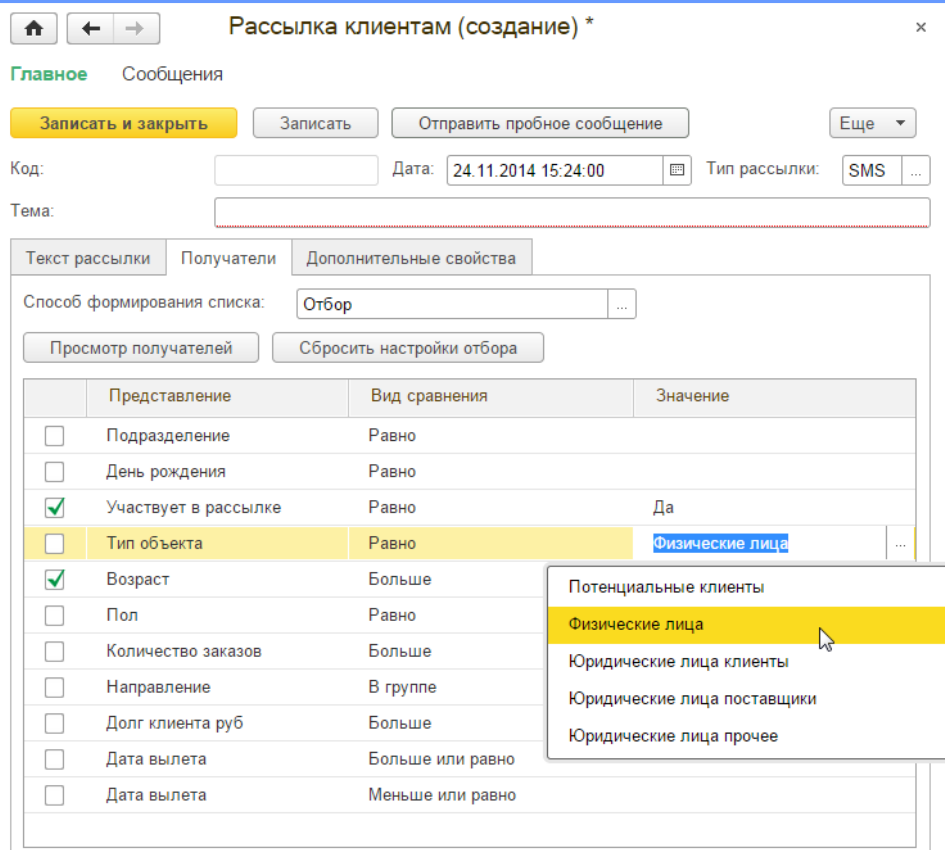 Рассылка клиентам (создание) *
Главное Сообщения
Записать и закрыть Записать Отправить пробное сообщение Еще
Код: Дата: 24.11.2014 15:24:00 Тип рассылки: SMS ...
Тема:
Текст рассылки Получатели Дополнительные свойства
Способ формирования списка: Отбор ...
Просмотр получателей Сбросить настройки отбора
Представление Вид сравнения Значение
Подразделение Равно
День рождения Равно
Участвует в рассылке Равно Да
Тип объекта Равно Физические лица ...
Возраст Больше
Потенциальные клиенты
Пол Равно
Физические лица
Количество заказов Больше
Юридические лица клиенты
Направление В группе
Юридические лица поставщики
Долг клиента руб Больше
Юридические лица прочее
Дата вылета Больше или равно
Дата вылета Меньше или равно